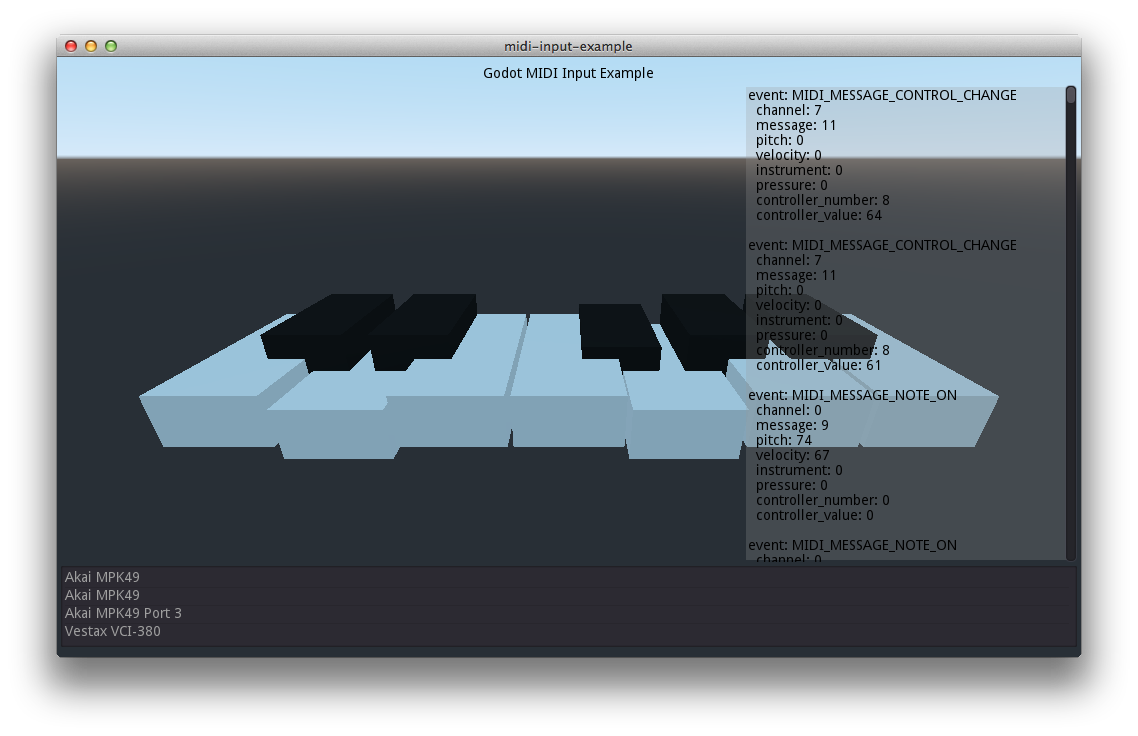 midi-input-example
Godot MIDI Input Example
event: MIDI_MESSAGE_CONTROL_CHANGE
channel: 7
message: 11
pitch: 0
velocity: 0
instrument: 0
pressure: 0
controller_number: 8
controller_value: 64
event: MIDI_MESSAGE_CONTROL_CHANGE
channel: 7
message: 11
pitch: 0
velocity: 0
instrument: 0
pressure: 0
controller_number: 8
controller_value: 61
event: MIDI_MESSAGE_NOTE_ON
channel: 0
message: 9
pitch: 74
velocity: 67
instrument: 0
pressure: 0
controller_number: 0
controller_value: 0
event: MIDI_MESSAGE_NOTE_ON
channel: 0
Akai MPK49
Akai MPK49
Akai MPK49 Port 3
Vestax VCI-380